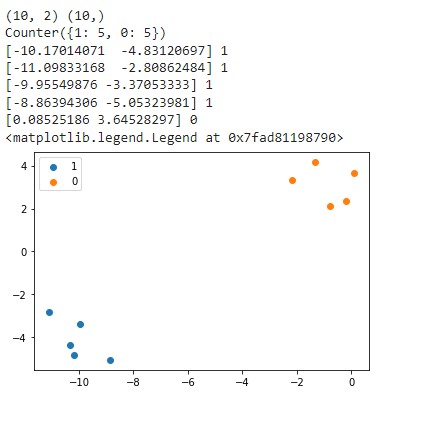 (10, 2) (10,)
Counter({1: 5, 0: 5})
[-10.17014071  -4.83120697] 1
[-11.09833168  -2.80862484] 1
[-9.95549876 -3.37053333] 1
[-8.86394306 -5.05323981] 1
[0.08525186 3.64528297] 0
<matplotlib.legend.Legend at 0x7fad81198790>
4
1
0
2
0
−2
−4
−10 −8 −6 −4 −2 0